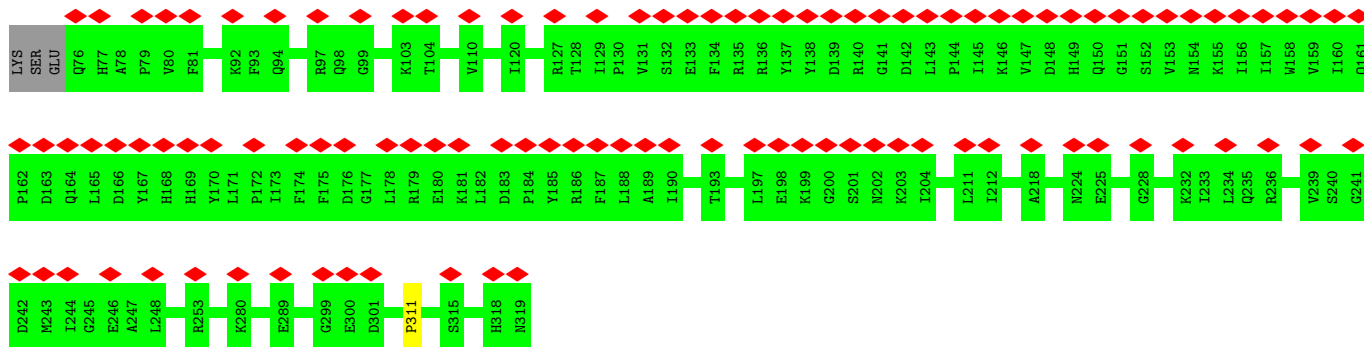 LYS SER GLU Q76 H77 A78 P79 V80 F81 K92 F93 Q94 R97 Q98 G99 K103 T104 V110 I120 R127 T128 I129 P130 V131 S132 E133 F134 R135 R136 Y137 Y138 D139 R140 G141 D142 L143 P144 I145 K146 V147 D148 H149 Q150 G151 S152 V153 N154 K155 I156 I157 W158 V159 I160 Q161
P162 D163 Q164 L165 D166 Y167 H168 H169 Y170 L171 P172 I173 F174 F175 D176 G177 L178 R179 E180 K181 L182 D183 P184 Y185 R186 F187 L188 A189 I190 T193 L197 E198 K199 G200 S201 N202 K203 I204 L211 I212 A218 N224 E225 G228 K232 I233 L234 Q235 R236 V239 S240 G241
D242 M243 I244 G245 E246 A247 L248 R253 K280 E289 G299 E300 D301 P311 S315 H318 N319